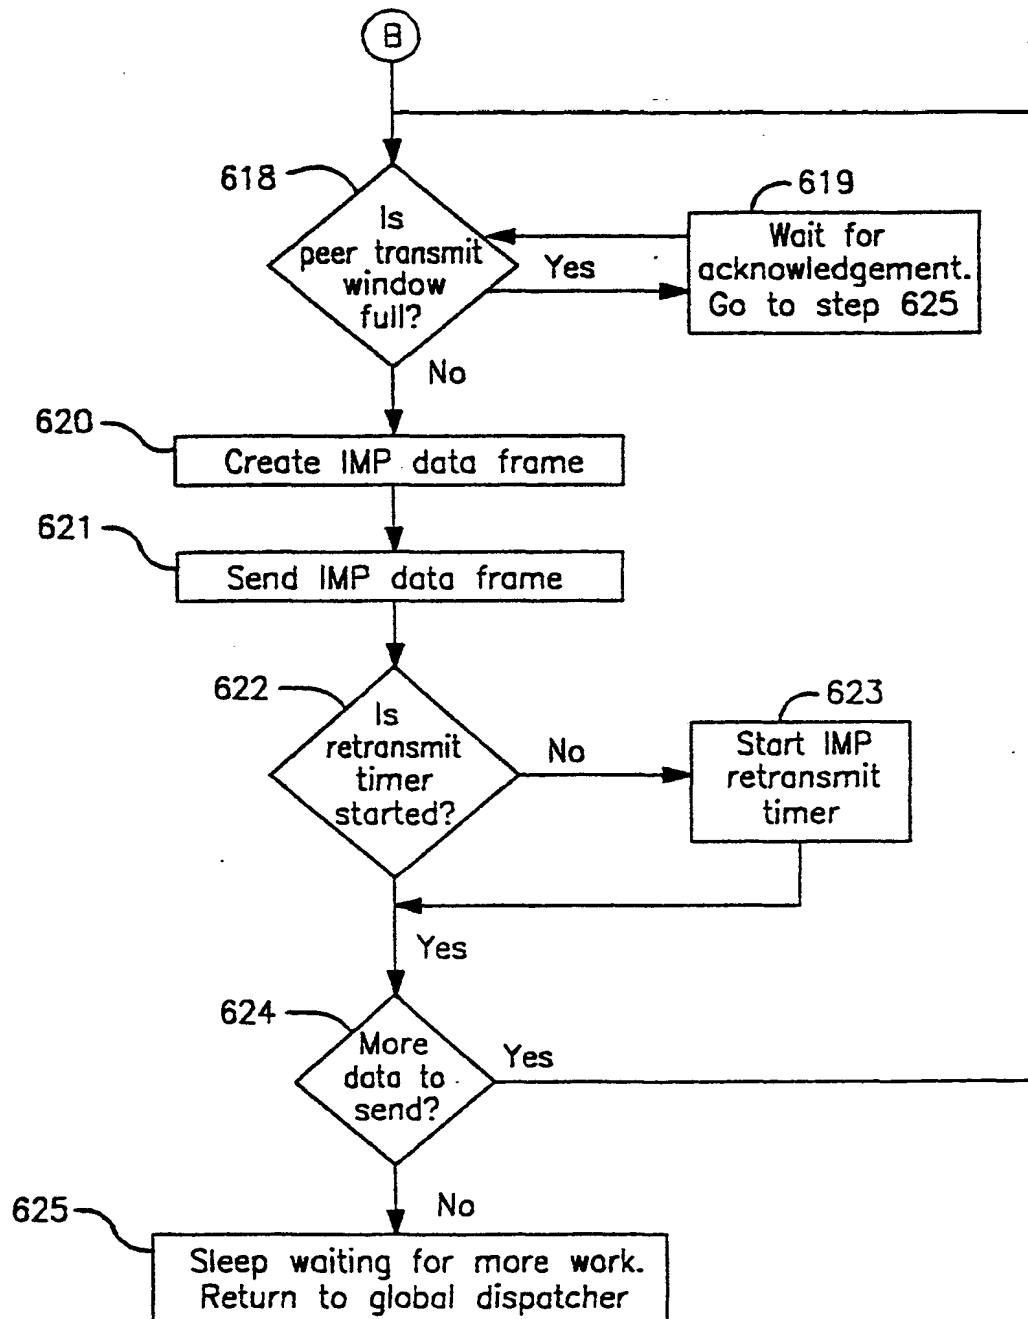 B
618
Is
peer transmit
window
full?
Yes
No
619
Wait for
acknowledgement.
Go to step 625
620
Create IMP data frame
621
Send IMP data frame
622
Is
retransmit
timer
started?
No
Yes
623
Start IMP
retransmit
timer
624
More
data to
send?
Yes
No
625
Sleep waiting for more work.
Return to global dispatcher